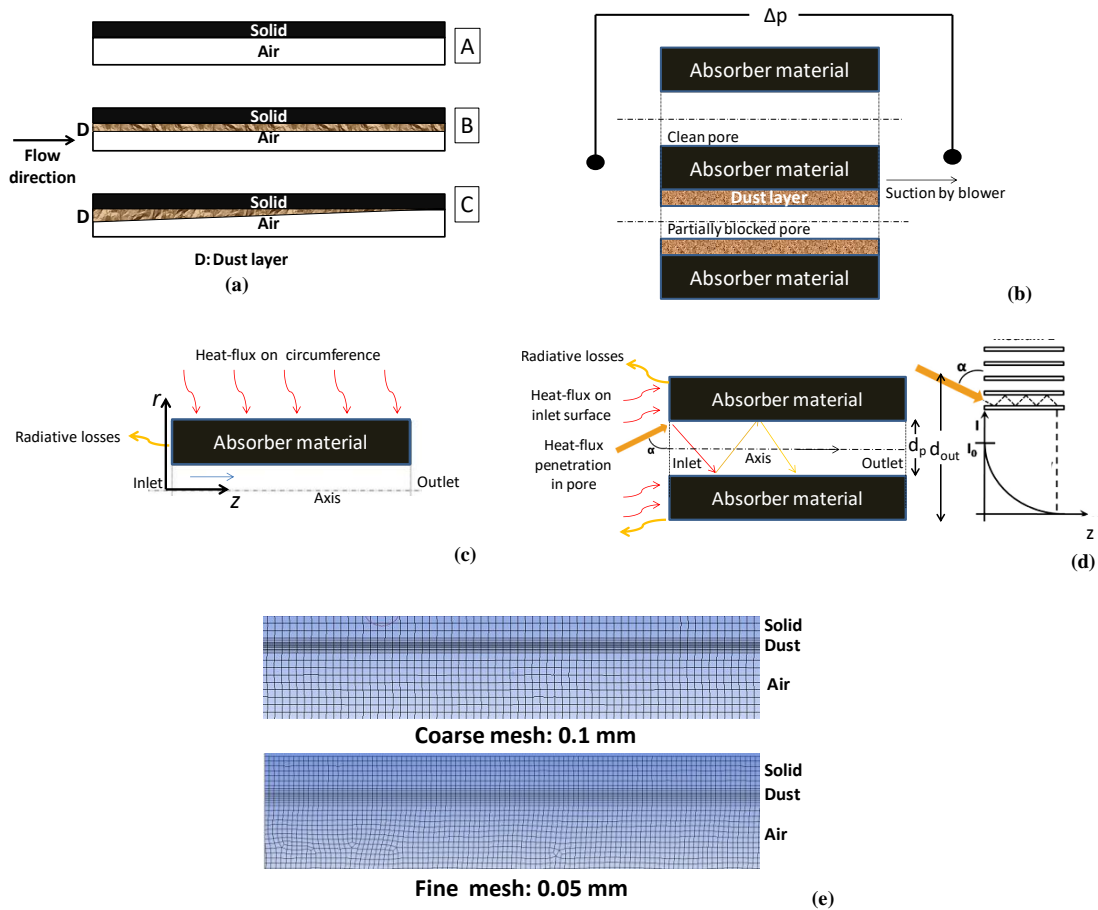 Solid
Air
A
D
Solid
Air
B
Flow
direction
D
Solid
Air
C
D: Dust layer
(a)
Δp
Absorber material
Clean pore
Absorber material
Dust layer
Suction by blower
Partially blocked pore
Absorber material
(b)
Heat-flux on circumference
r
Radiative losses
Absorber material
Inlet
z
Axis
Outlet
(c)
Radiative losses
Heat-flux on
inlet surface
Heat-flux
penetration
in pore
α
Absorber material
Inlet
Axis
Outlet
dp
dout
Absorber material
α
I
I0
z
(d)
Solid
Dust
Air
Coarse mesh: 0.1 mm
Solid
Dust
Air
Fine mesh: 0.05 mm
(e)